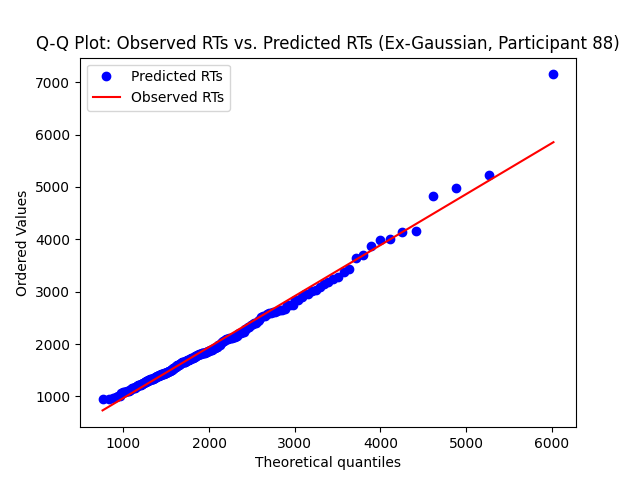 Q-Q Plot: Observed RTs vs. Predicted RTs (Ex-Gaussian, Participant 88)
Predicted RTs
Observed RTs
Ordered Values
7000
6000
5000
4000
3000
2000
1000
1000 2000 3000 4000 5000 6000
Theoretical quantiles